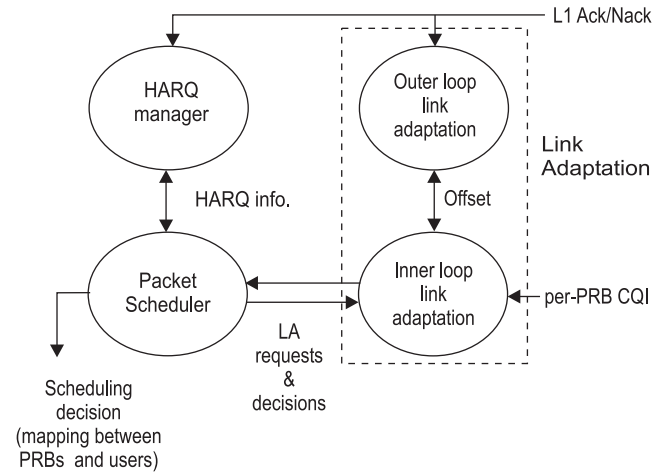 L1 Ack/Nack
HARQ
manager
Outer loop
link
adaptation
Link
Adaptation
HARQ info.
Offset
Packet
Scheduler
Inner loop
link
adaptation
per-PRB CQI
LA
requests
&
decisions
Scheduling
decision
(mapping between
PRBs and users)